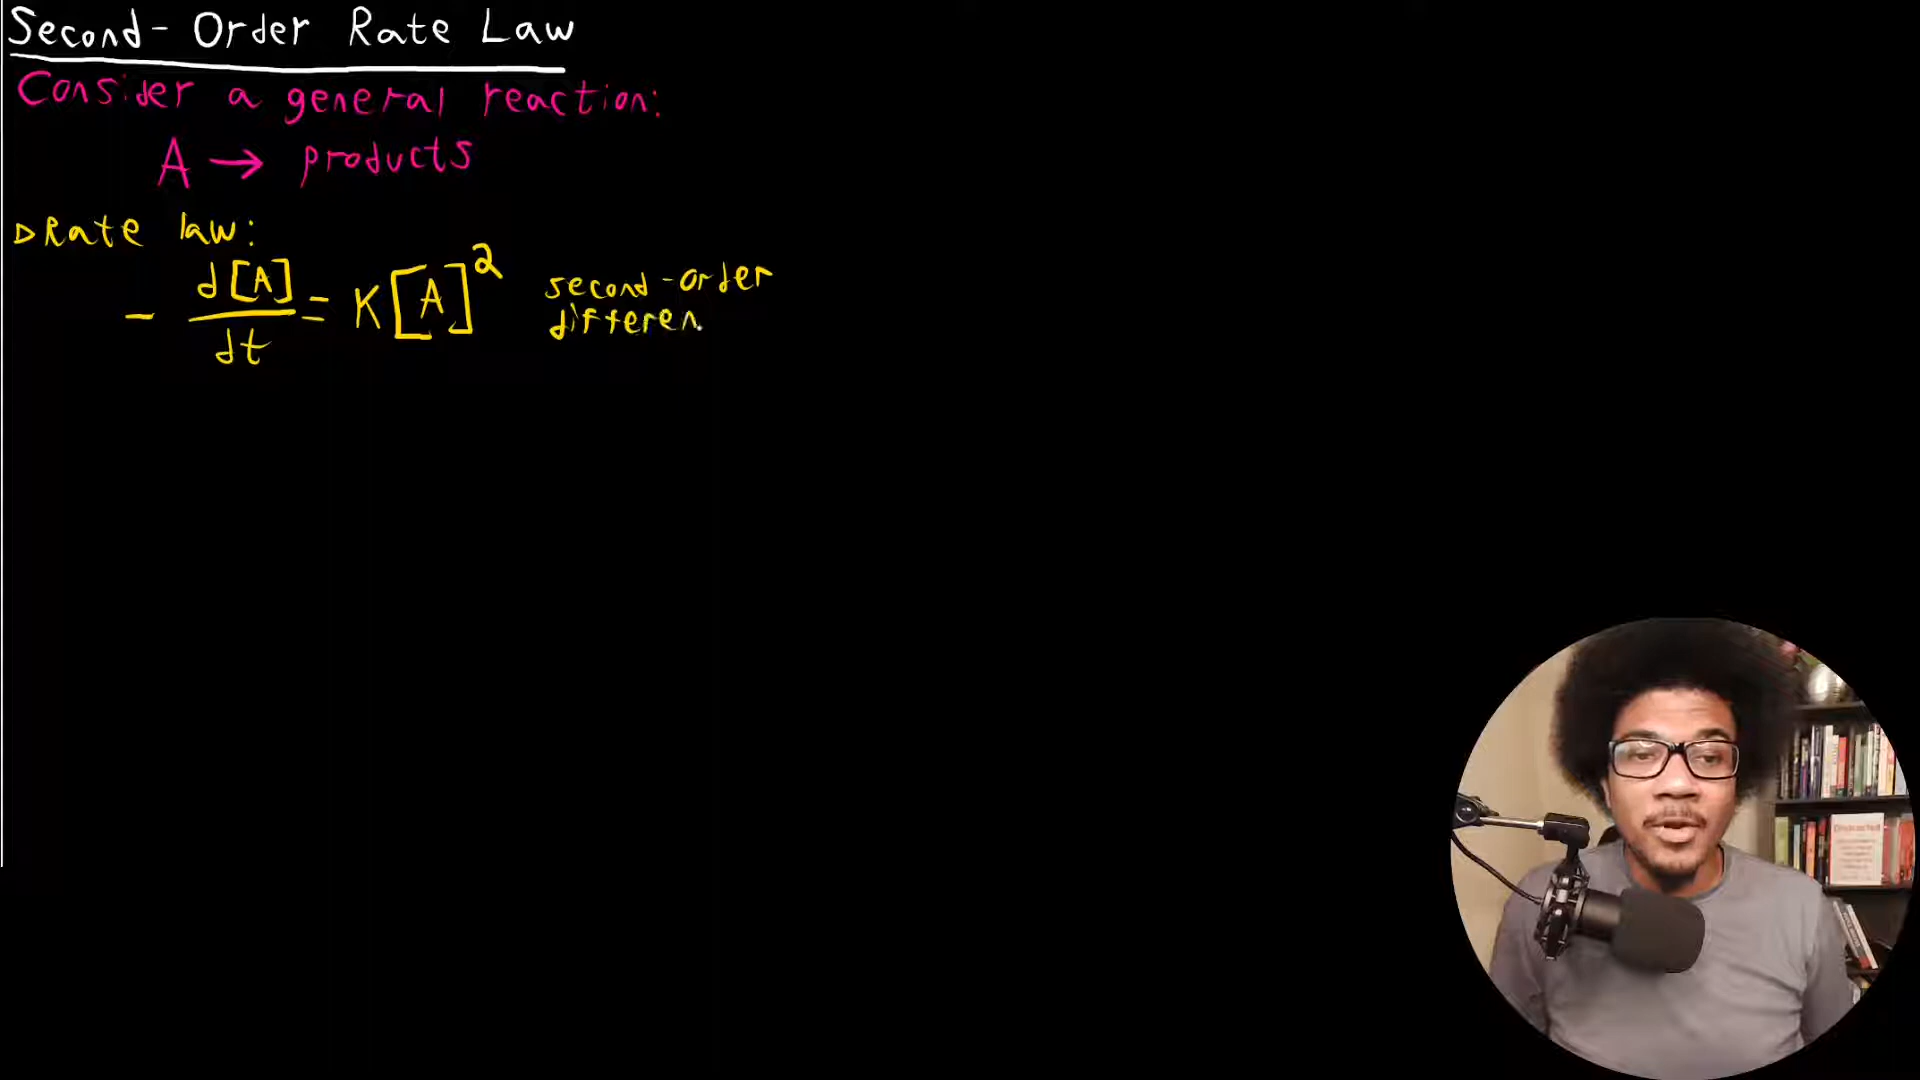 Second-Order Rate Law
Consider a general reaction:
A → products
▷Rate law:
- d[A]/dt = K[A]² second-order
differen